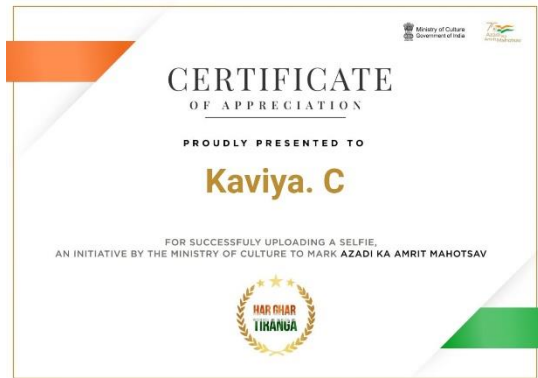 Ministry of Culture
Government of India
CERTIFICATE
OF APPRECIATION
PROUDLY PRESENTED TO
Kaviya. C
FOR SUCCESSFULY UPLOADING A SELFIE,
AN INITIATIVE BY THE MINISTRY OF CULTURE TO MARK AZADI KA AMRIT MAHOTSAV
HAR GHAR
TIRANGA